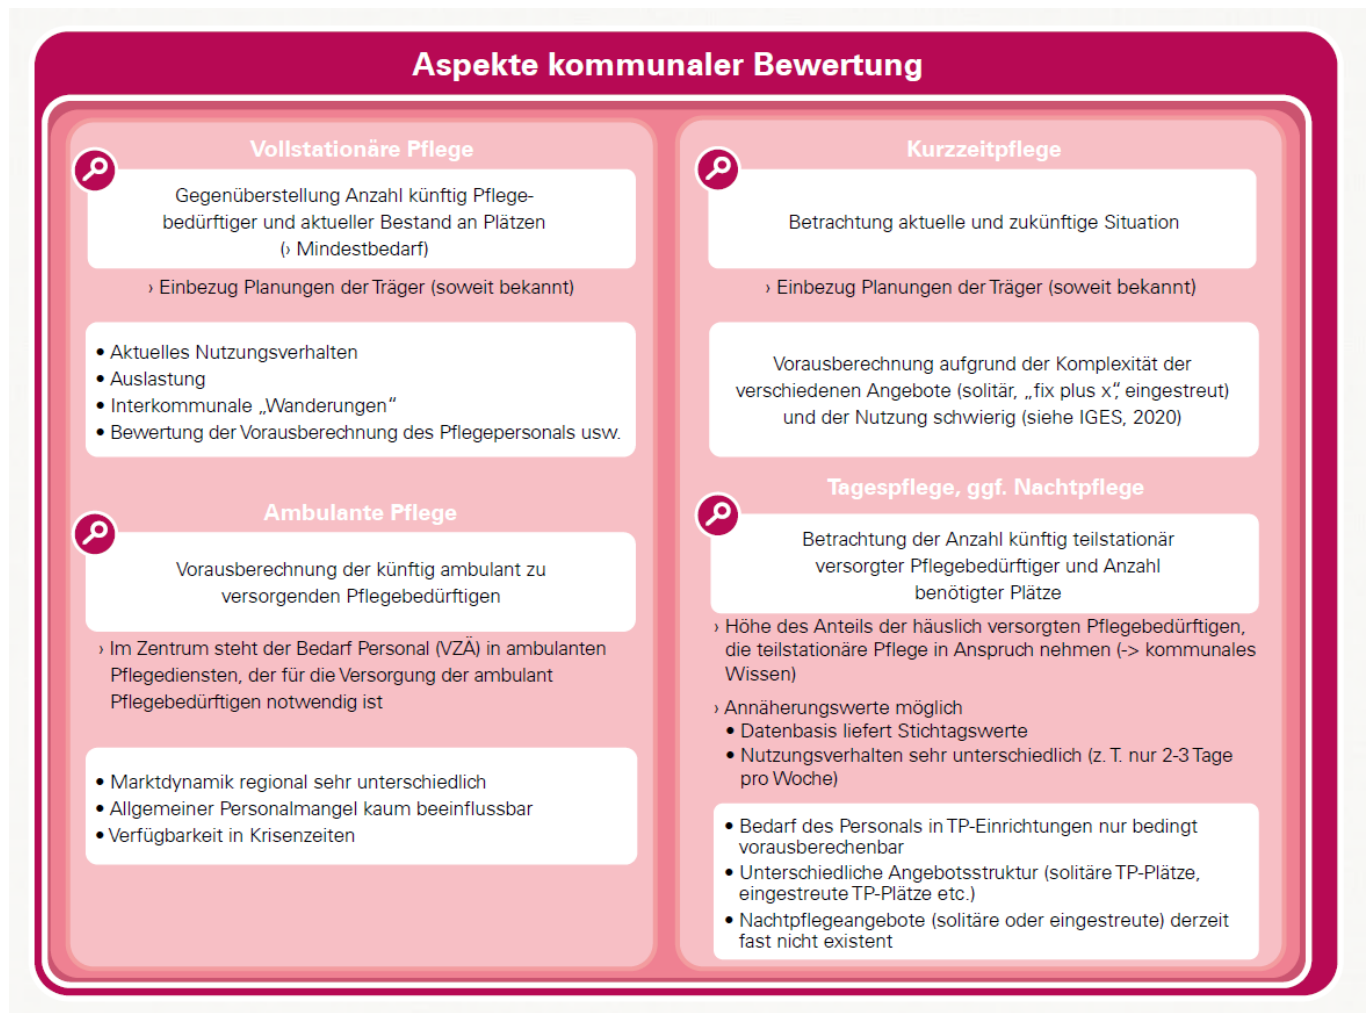 Aspekte kommunaler Bewertung
Vollstationäre Pflege
Gegenüberstellung Anzahl künftig Pflege-
bedürftiger und aktueller Bestand an Plätzen
(› Mindestbedarf)
› Einbezug Planungen der Träger (soweit bekannt)
• Aktuelles Nutzungsverhalten
• Auslastung
• Interkommunale „Wanderungen“
• Bewertung der Vorausberechnung des Pflegepersonals usw.
Ambulante Pflege
Vorausberechnung der künftig ambulant zu
versorgenden Pflegebedürftigen
› Im Zentrum steht der Bedarf Personal (VZÄ) in ambulanten
Pflegediensten, der für die Versorgung der ambulant
Pflegebedürftigen notwendig ist
• Marktdynamik regional sehr unterschiedlich
• Allgemeiner Personalmangel kaum beeinflussbar
• Verfügbarkeit in Krisenzeiten
Kurzzeitpflege
Betrachtung aktuelle und zukünftige Situation
› Einbezug Planungen der Träger (soweit bekannt)
Vorausberechnung aufgrund der Komplexität der
verschiedenen Angebote (solitär, „fix plus x“, eingestreut)
und der Nutzung schwierig (siehe IGES, 2020)
Tagespflege, ggf. Nachtpflege
Betrachtung der Anzahl künftig teilstationär
versorgter Pflegebedürftiger und Anzahl
benötigter Plätze
› Höhe des Anteils der häuslich versorgten Pflegebedürftigen,
die teilstationäre Pflege in Anspruch nehmen (-> kommunales
Wissen)
› Annäherungswerte möglich
• Datenbasis liefert Stichtagswerte
• Nutzungsverhalten sehr unterschiedlich (z. T. nur 2-3 Tage
pro Woche)
• Bedarf des Personals in TP-Einrichtungen nur bedingt
vorausberechenbar
• Unterschiedliche Angebotsstruktur (solitäre TP-Plätze,
eingestreute TP-Plätze etc.)
• Nachtpflegeangebote (solitäre oder eingestreute) derzeit
fast nicht existent